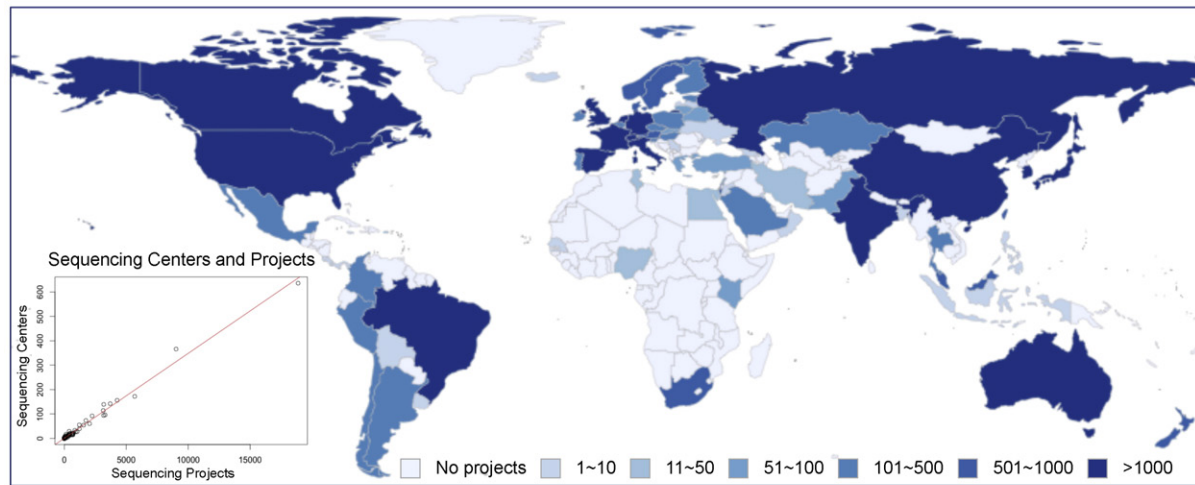 Sequencing Centers and Projects
Sequencing Centers
600
500
400
300
200
100
0
0 5000 10000 15000
Sequencing Projects
No projects 1~10 11~50 51~100 101~500 501~1000 >1000